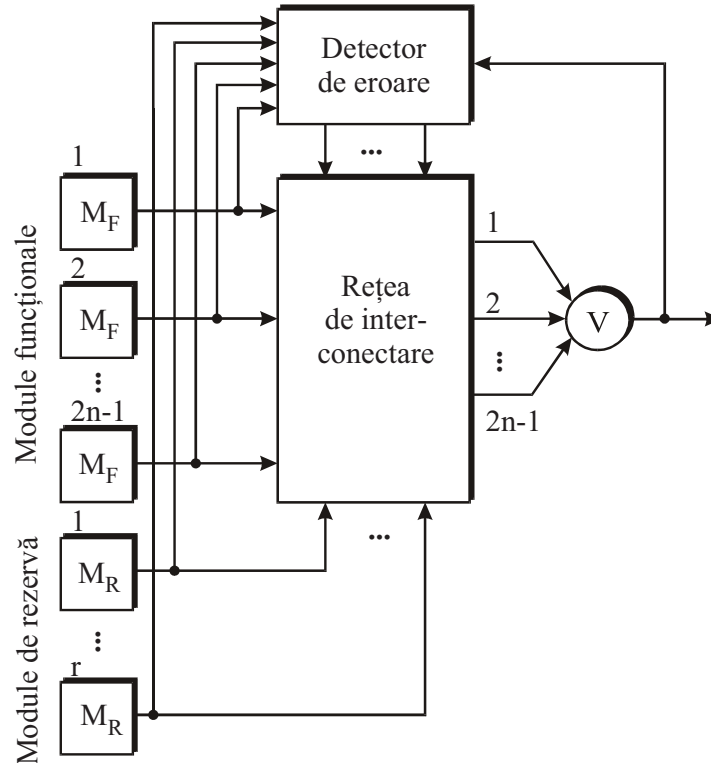 Detector
de eroare
...
Module funcționale
1
M_F
2
M_F
...
2n-1
M_F
Rețea
de inter-
conectare
1
2
...
2n-1
V
Module de rezervă
1
M_R
...
r
M_R
...